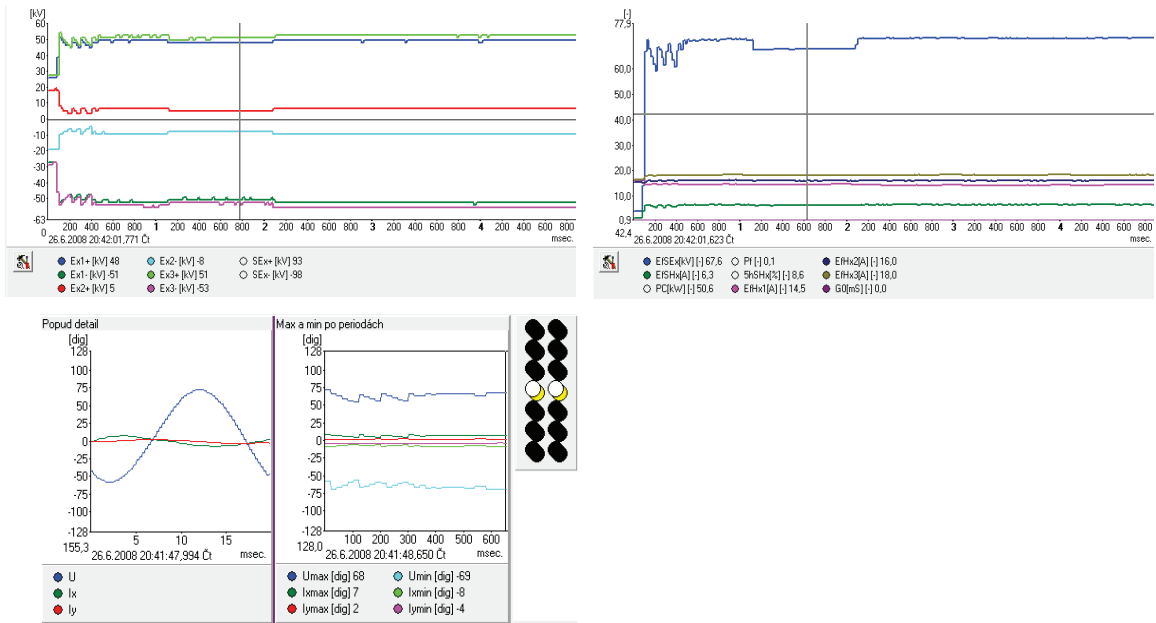 [kV]
60
50
40
30
20
10
0
-10
-20
-30
-40
-50
-63
0 200 400 600 800 1 200 400 600 800 2 200 400 600 800 3 200 400 600 800 4 200 400 600 800
26.6.2008 20:42:01,771 Čt
msec.
Ex1+ [kV] 48 Ex2- [kV] -8 SEx+ [kV] 93
Ex1- [kV] -51 Ex3+ [kV] 51 SEx- [kV] -98
Ex2+ [kV] 5 Ex3- [kV] -53
[-]
77,9
60,0
40,0
20,0
10,0
0,9
42,4
200 400 600 800 1 200 400 600 800 2 200 400 600 800 3 200 400 600 800 4 200 400 600 800
26.6.2008 20:42:01,623 Čt
msec.
EfSEx[kV] [-] 67,6 Pf [-] 0,1 EfHx2[A] [-] 16,0
EfSHx[A] [-] 6,3 5hSHx[%] [-] 8,6 EfHx3[A] [-] 18,0
PC[kW] [-] 50,6 EfHx1[A] [-] 14,5 G0[mS] [-] 0,0
Popud detail
[dig]
128
100
75
50
25
0
-25
-50
-75
-100
-128
155,3
5 10 15
26.6.2008 20:41:47,994 Čt
msec.
U
Ix
Iy
Max a min po periodách
[dig]
128
100
75
50
25
0
-25
-50
-75
-100
-128
128,0
100 200 300 400 500 600
26.6.2008 20:41:48,650 Čt
msec.
Umax [dig] 68 Umin [dig] -69
Ixmax [dig] 7 Ixmin [dig] -8
Iymax [dig] 2 Iymin [dig] -4